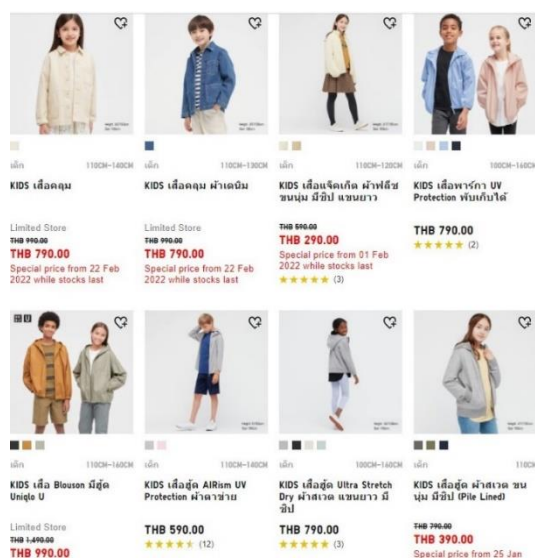 เด็ก 110CM-140CM
KIDS เสื้อคลุม
Limited Store
THB 990.00
THB 790.00
Special price from 22 Feb
2022 while stocks last
เด็ก 110CM-130CM
KIDS เสื้อคลุม ผ้าเดนิม
Limited Store
THB 990.00
THB 790.00
Special price from 22 Feb
2022 while stocks last
เด็ก 110CM-120CM
KIDS เสื้อแจ็คเก็ต ผ้าฟลีซ
ขนนุ่ม มีซิป แขนยาว
THB 590.00
THB 290.00
Special price from 01 Feb
2022 while stocks last
(3)
เด็ก 100CM-160CM
KIDS เสื้อพาร์กา UV
Protection พับเก็บได้
THB 790.00
(2)
เด็ก 110CM-160CM
KIDS เสื้อ Blouson มีฮู้ด
Uniqlo U
Limited Store
THB 1,490.00
THB 990.00
เด็ก 110CM-140CM
KIDS เสื้อฮู้ด AIRism UV
Protection ผ้าตาข่าย
THB 590.00
(12)
เด็ก 100CM-160CM
KIDS เสื้อฮู้ด Ultra Stretch
Dry ผ้าสเวต แขนยาว มี
ซิป
THB 790.00
(3)
เด็ก 110CM
KIDS เสื้อฮู้ด ผ้าสเวต ขน
นุ่ม มีซิป (Pile Lined)
THB 790.00
THB 390.00
Special price from 25 Jan